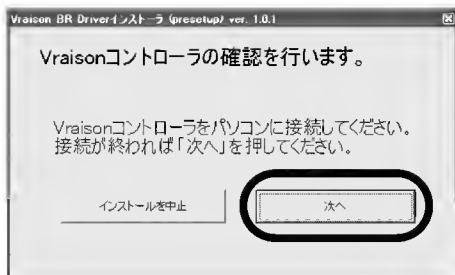 Vraison BR Driverインストーラ (presetup) ver. 1.0.1
Vraisonコントローラの確認を行います。
Vraisonコントローラをパソコンに接続してください。
接続が終われば「次へ」を押してください。
インストールを中止
次へ